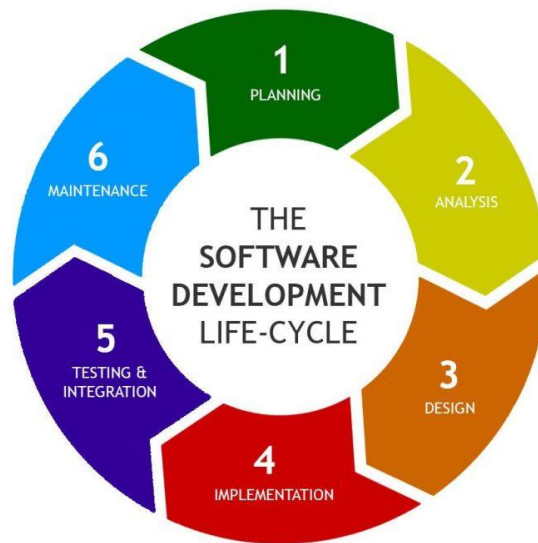 1
PLANNING
2
ANALYSIS
3
DESIGN
4
IMPLEMENTATION
5
TESTING &
INTEGRATION
6
MAINTENANCE
THE
SOFTWARE
DEVELOPMENT
LIFE-CYCLE